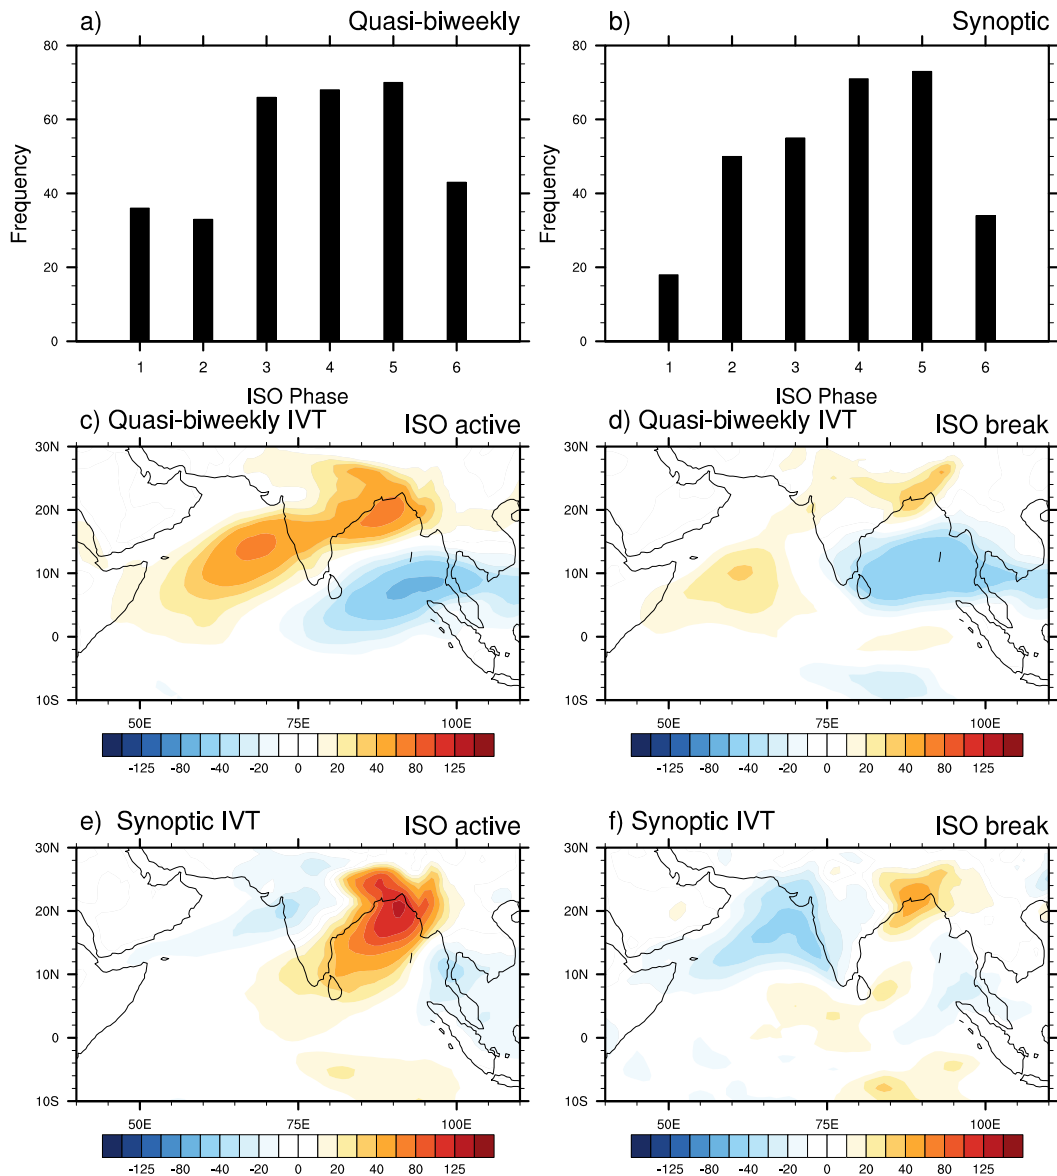 a) Quasi-biweekly
80
60
40
20
0
Frequency
1 2 3 4 5 6
ISO Phase
b) Synoptic
80
60
40
20
0
Frequency
1 2 3 4 5 6
ISO Phase
c) Quasi-biweekly IVT ISO active
30N
20N
10N
0
10S
50E 75E 100E
-125 -80 -40 -20 0 20 40 80 125
d) Quasi-biweekly IVT ISO break
30N
20N
10N
0
10S
50E 75E 100E
-125 -80 -40 -20 0 20 40 80 125
e) Synoptic IVT ISO active
30N
20N
10N
0
10S
50E 75E 100E
-125 -80 -40 -20 0 20 40 80 125
f) Synoptic IVT ISO break
30N
20N
10N
0
10S
50E 75E 100E
-125 -80 -40 -20 0 20 40 80 125